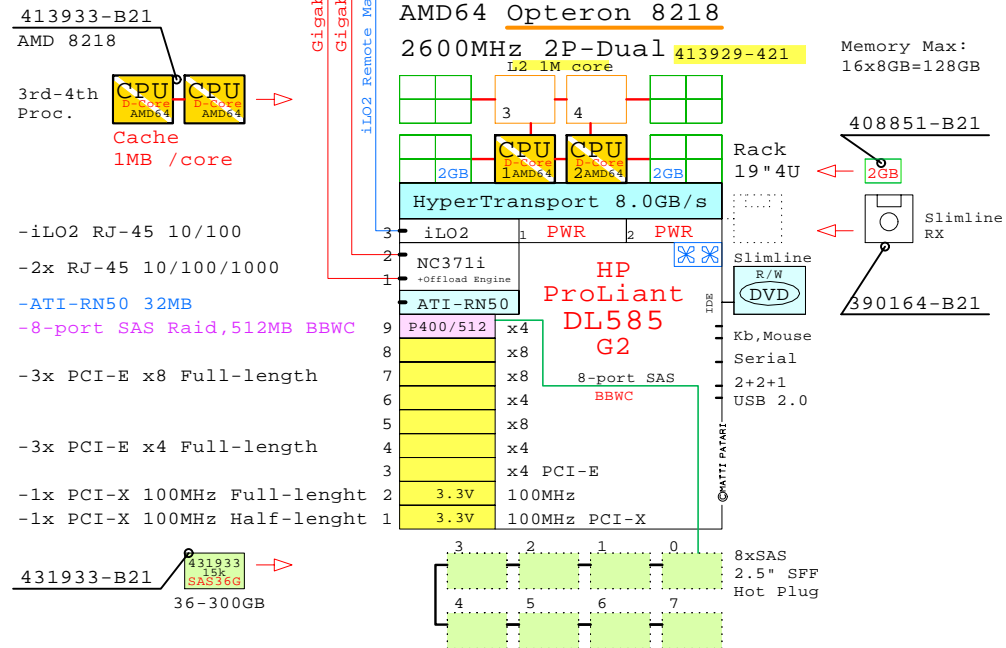 413933-B21
AMD 8218
3rd-4th
Proc.
CPU
D-Core
AMD64
CPU
D-Core
AMD64
Cache
1MB /core
Gigab
Gigab
iLO2 Remote Ma
AMD64 Opteron 8218
2600MHz 2P-Dual 413929-421
L2 1M core
Memory Max:
16x8GB=128GB
3
4
CPU
D-Core
1 AMD64
CPU
D-Core
2 AMD64
2GB
2GB
Rack
19"4U
408851-B21
2GB
HyperTransport 8.0GB/s
Slimline
RX
390164-B21
-iLO2 RJ-45 10/100
3
iLO2
1 PWR
2 PWR
-2x RJ-45 10/100/1000
2
1
NC371i
+Offload Engine
-ATI-RN50 32MB
ATI-RN50
-8-port SAS Raid,512MB BBWC
9 P400/512 x4
8 x8
-3x PCI-E x8 Full-length
7 x8
6 x4
5 x8
-3x PCI-E x4 Full-length
4 x4
3 x4 PCI-E
-1x PCI-X 100MHz Full-lenght 2 3.3V 100MHz
-1x PCI-X 100MHz Half-lenght 1 3.3V 100MHz PCI-X
HP
ProLiant
DL585
G2
8-port SAS
BBWC
Slimline
R/W
DVD
IDE
Kb,Mouse
Serial
2+2+1
USB 2.0
©MATTI PATARI
431933-B21
431933
15k
SAS36G
36-300GB
3 2 1 0
4 5 6 7
8xSAS
2.5" SFF
Hot Plug